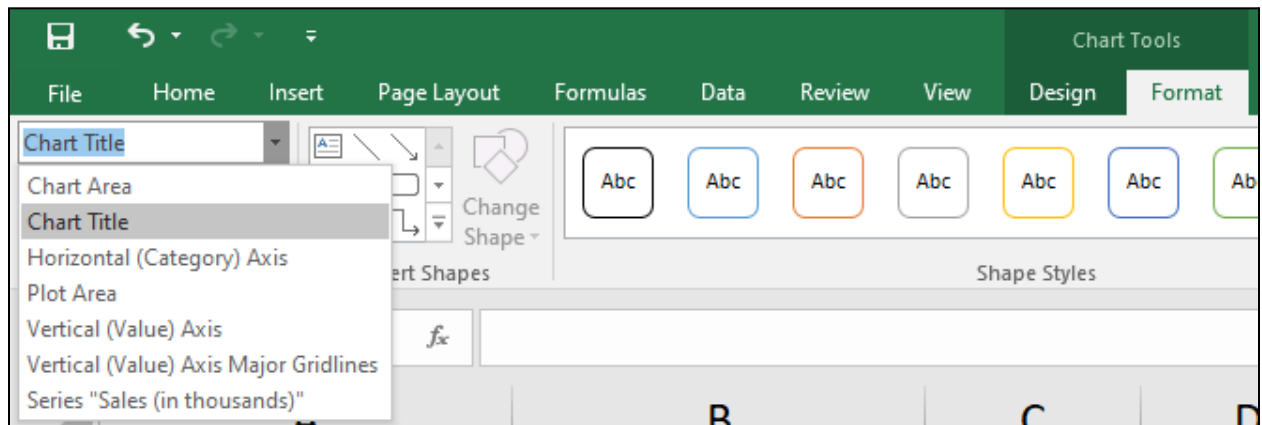 Chart Tools
File Home Insert Page Layout Formulas Data Review View Design Format
Chart Title
Chart Area
Chart Title
Horizontal (Category) Axis
Plot Area
Vertical (Value) Axis
Vertical (Value) Axis Major Gridlines
Series "Sales (in thousands)"
Change
Shape
ert Shapes
Abc Abc Abc Abc Abc Abc Ab
Shape Styles
fx
B C D